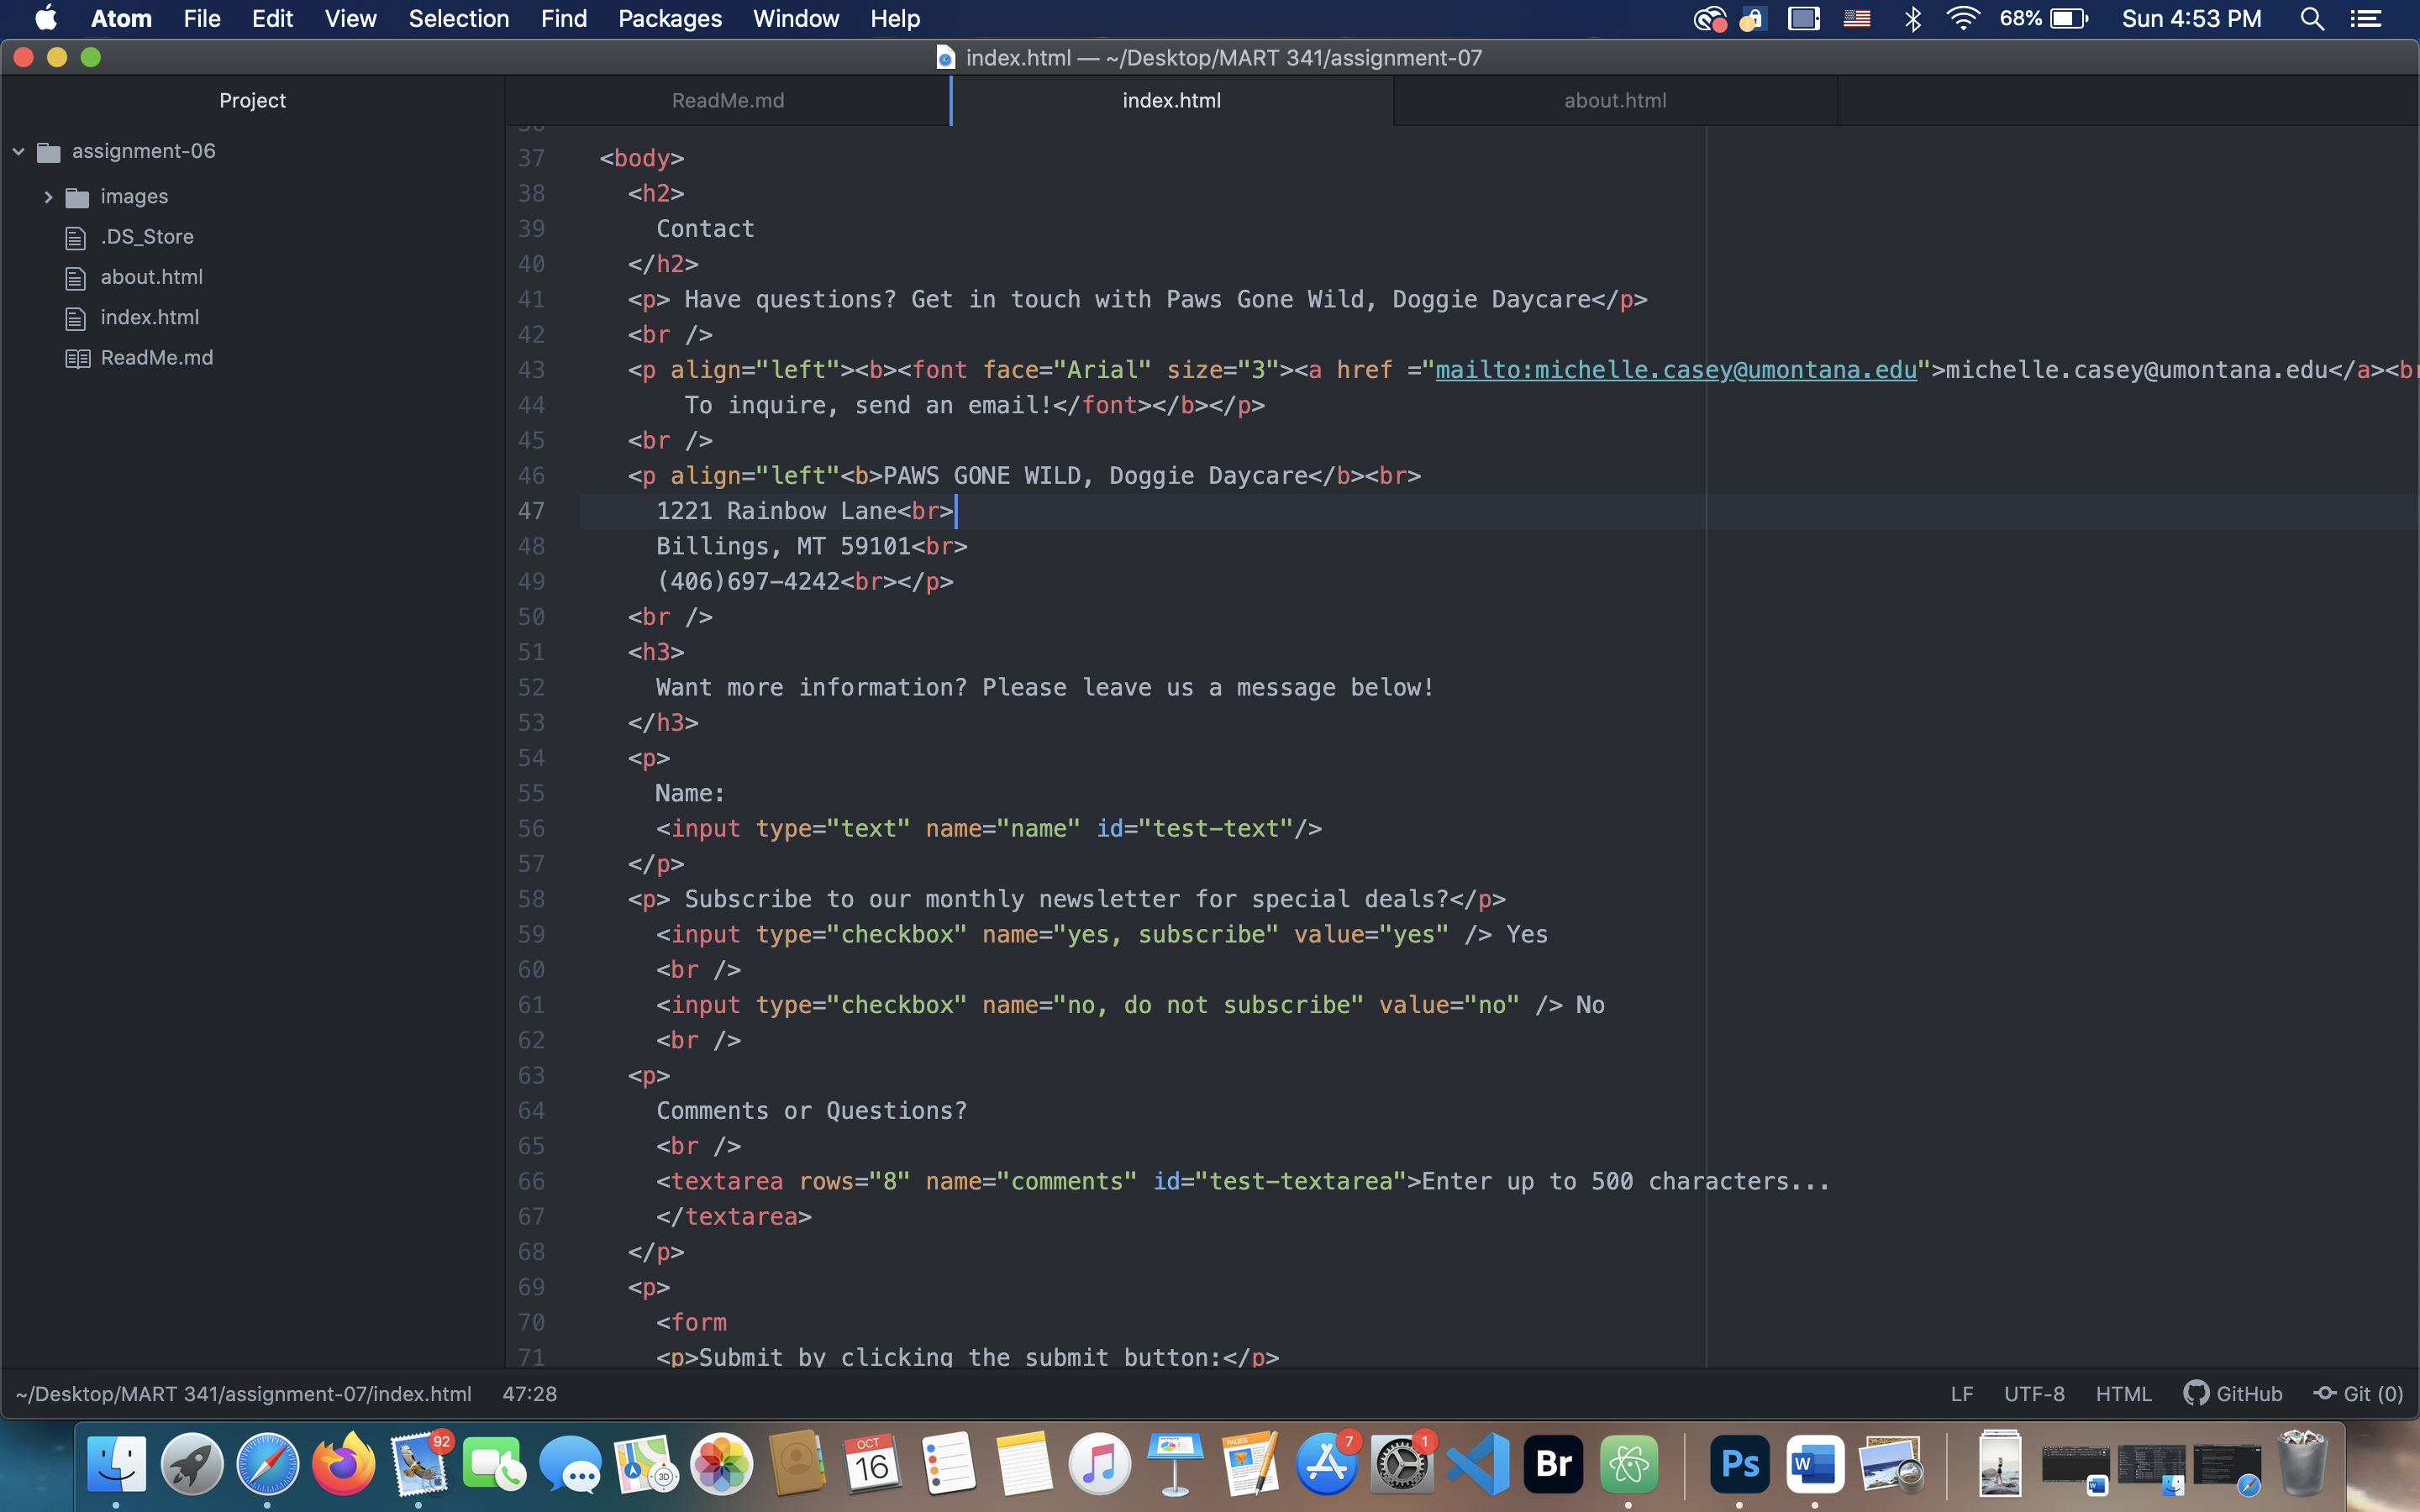 Atom File Edit View Selection Find Packages Window Help 68% Sun 4:53 PM
index.html — ~/Desktop/MART 341/assignment-07
Project ReadMe.md index.html about.html
assignment-06
images
.DS_Store
about.html
index.html
ReadMe.md
36
37 <body>
38 <h2>
39 Contact
40 </h2>
41 <p> Have questions? Get in touch with Paws Gone Wild, Doggie Daycare</p>
42 <br />
43 <p align="left"><b><font face="Arial" size="3"><a href ="mailto:michelle.casey@umontana.edu">michelle.casey@umontana.edu</a><br
44 To inquire, send an email!</font></b></p>
45 <br />
46 <p align="left"<b>PAWS GONE WILD, Doggie Daycare</b><br>
47 1221 Rainbow Lane<br>
48 Billings, MT 59101<br>
49 (406)697-4242<br></p>
50 <br />
51 <h3>
52 Want more information? Please leave us a message below!
53 </h3>
54 <p>
55 Name:
56 <input type="text" name="name" id="test-text"/>
57 </p>
58 <p> Subscribe to our monthly newsletter for special deals?</p>
59 <input type="checkbox" name="yes, subscribe" value="yes" /> Yes
60 <br />
61 <input type="checkbox" name="no, do not subscribe" value="no" /> No
62 <br />
63 <p>
64 Comments or Questions?
65 <br />
66 <textarea rows="8" name="comments" id="test-textarea">Enter up to 500 characters...
67 </textarea>
68 </p>
69 <p>
70 <form
71 <p>Submit by clicking the submit button:</p>
~/Desktop/MART 341/assignment-07/index.html 47:28 LF UTF-8 HTML GitHub Git (0)
92 3D OCT 16 PAGES 7 1 Br Ps W